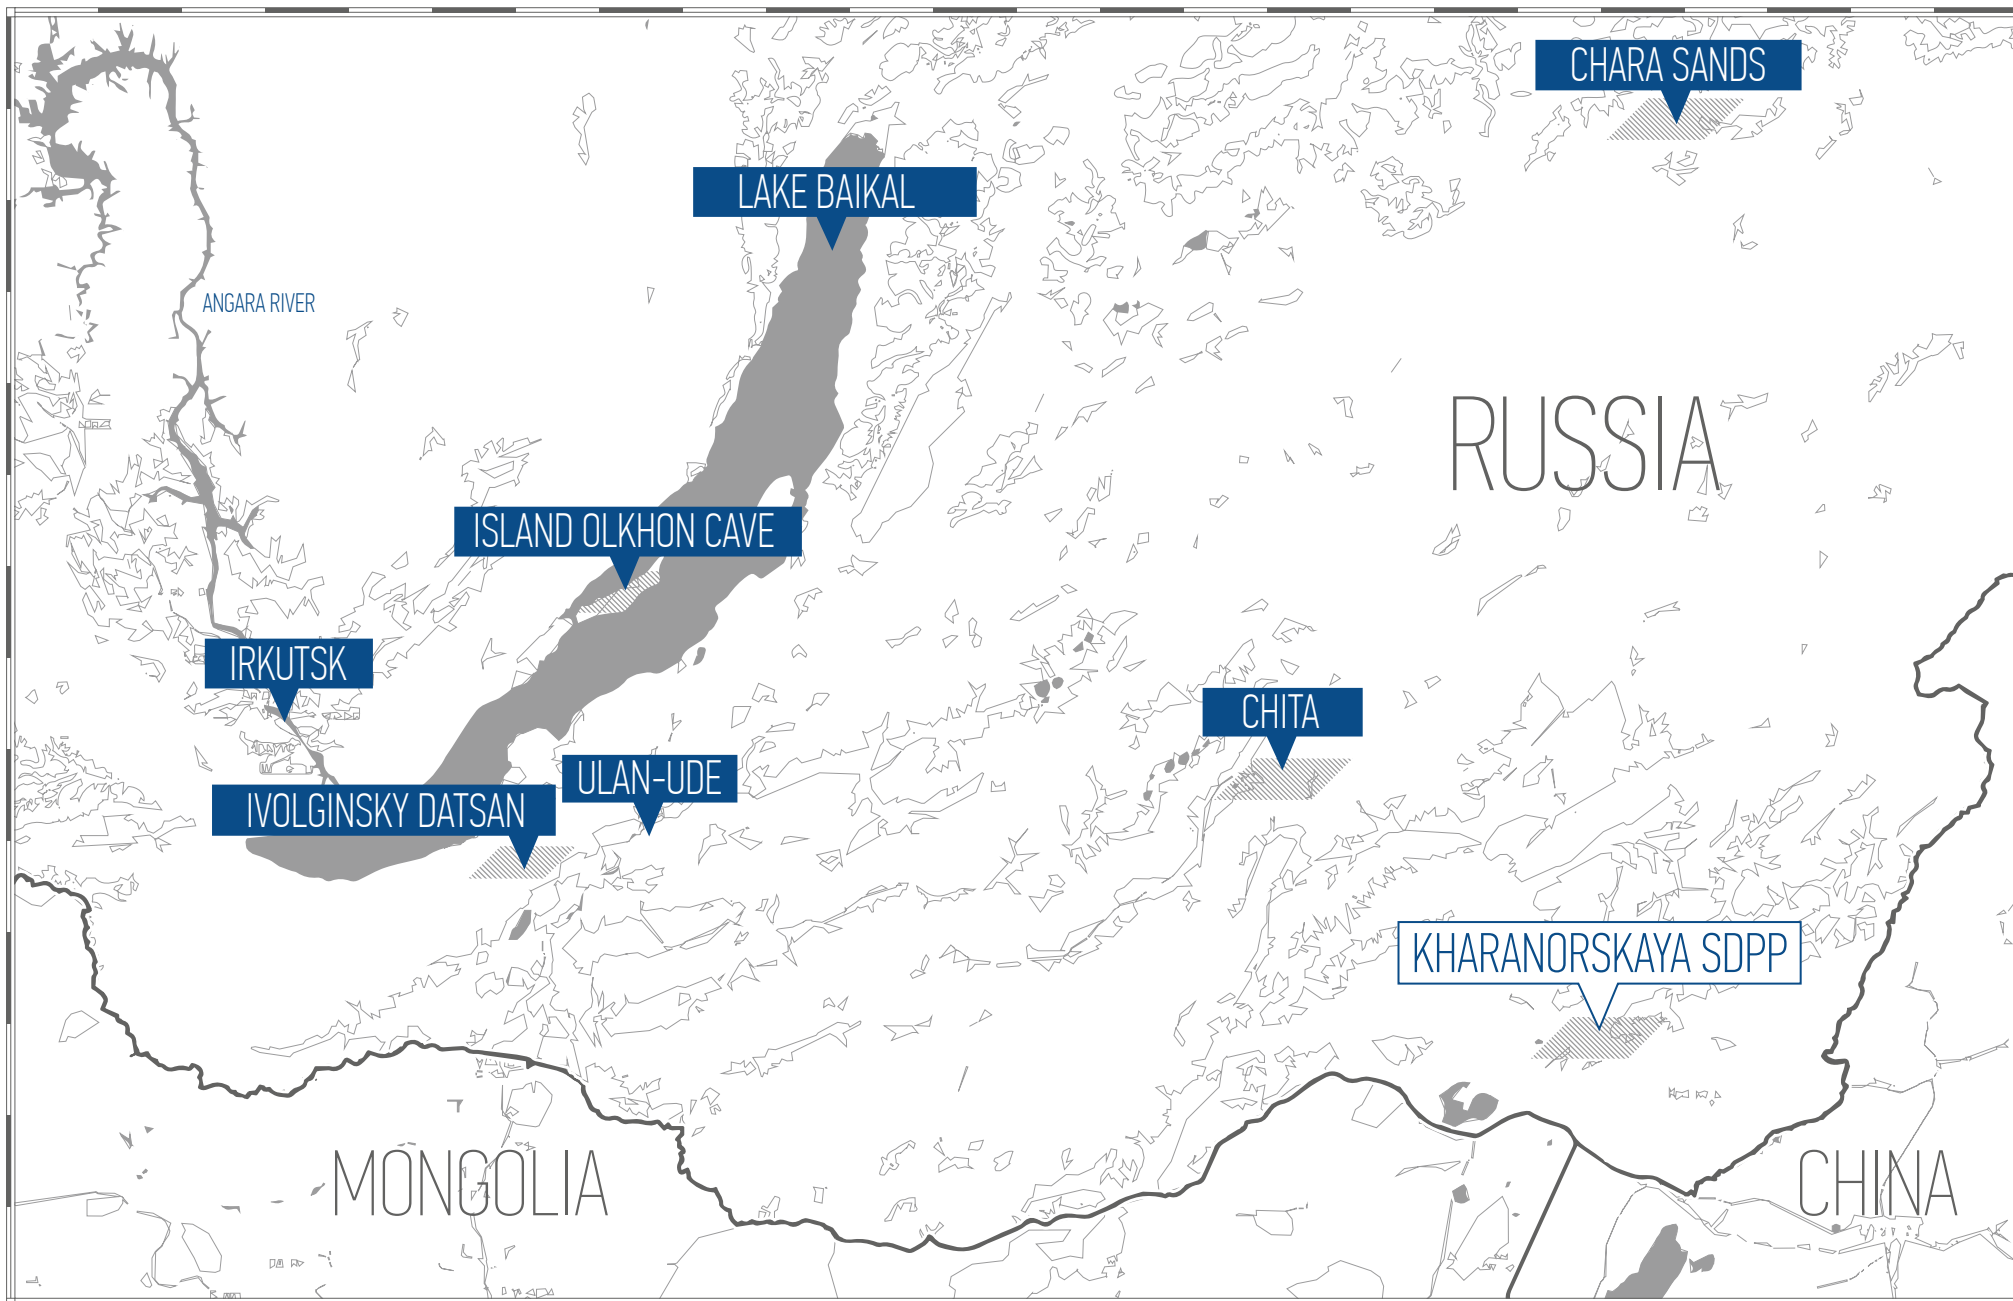 CHARA SANDS
LAKE BAIKAL
ANGARA RIVER
RUSSIA
ISLAND OLKHON CAVE
IRKUTSK
CHITA
ULAN-UDE
IVOLGINSKY DATSAN
KHARANORSKAYA SDPP
MONGOLIA
CHINA